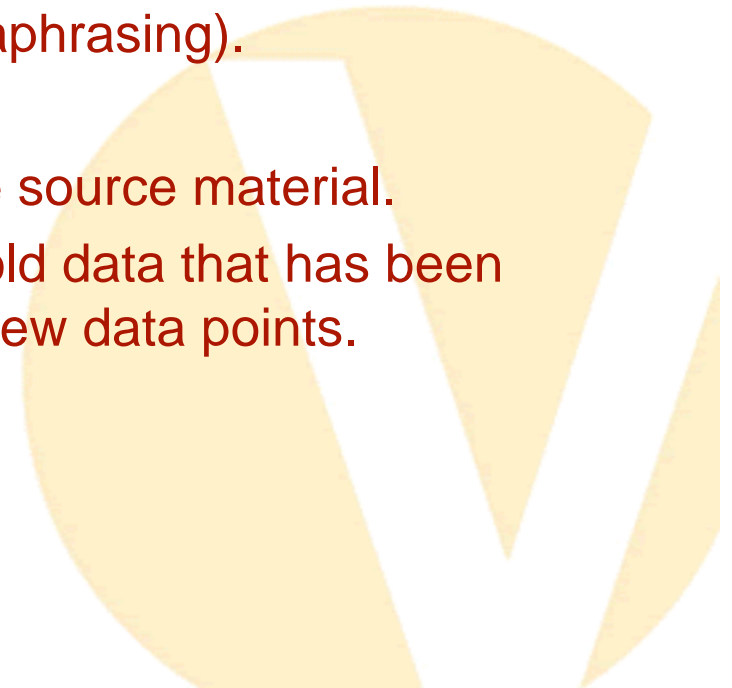 aphrasing).
source material.
old data that has been
ew data points.